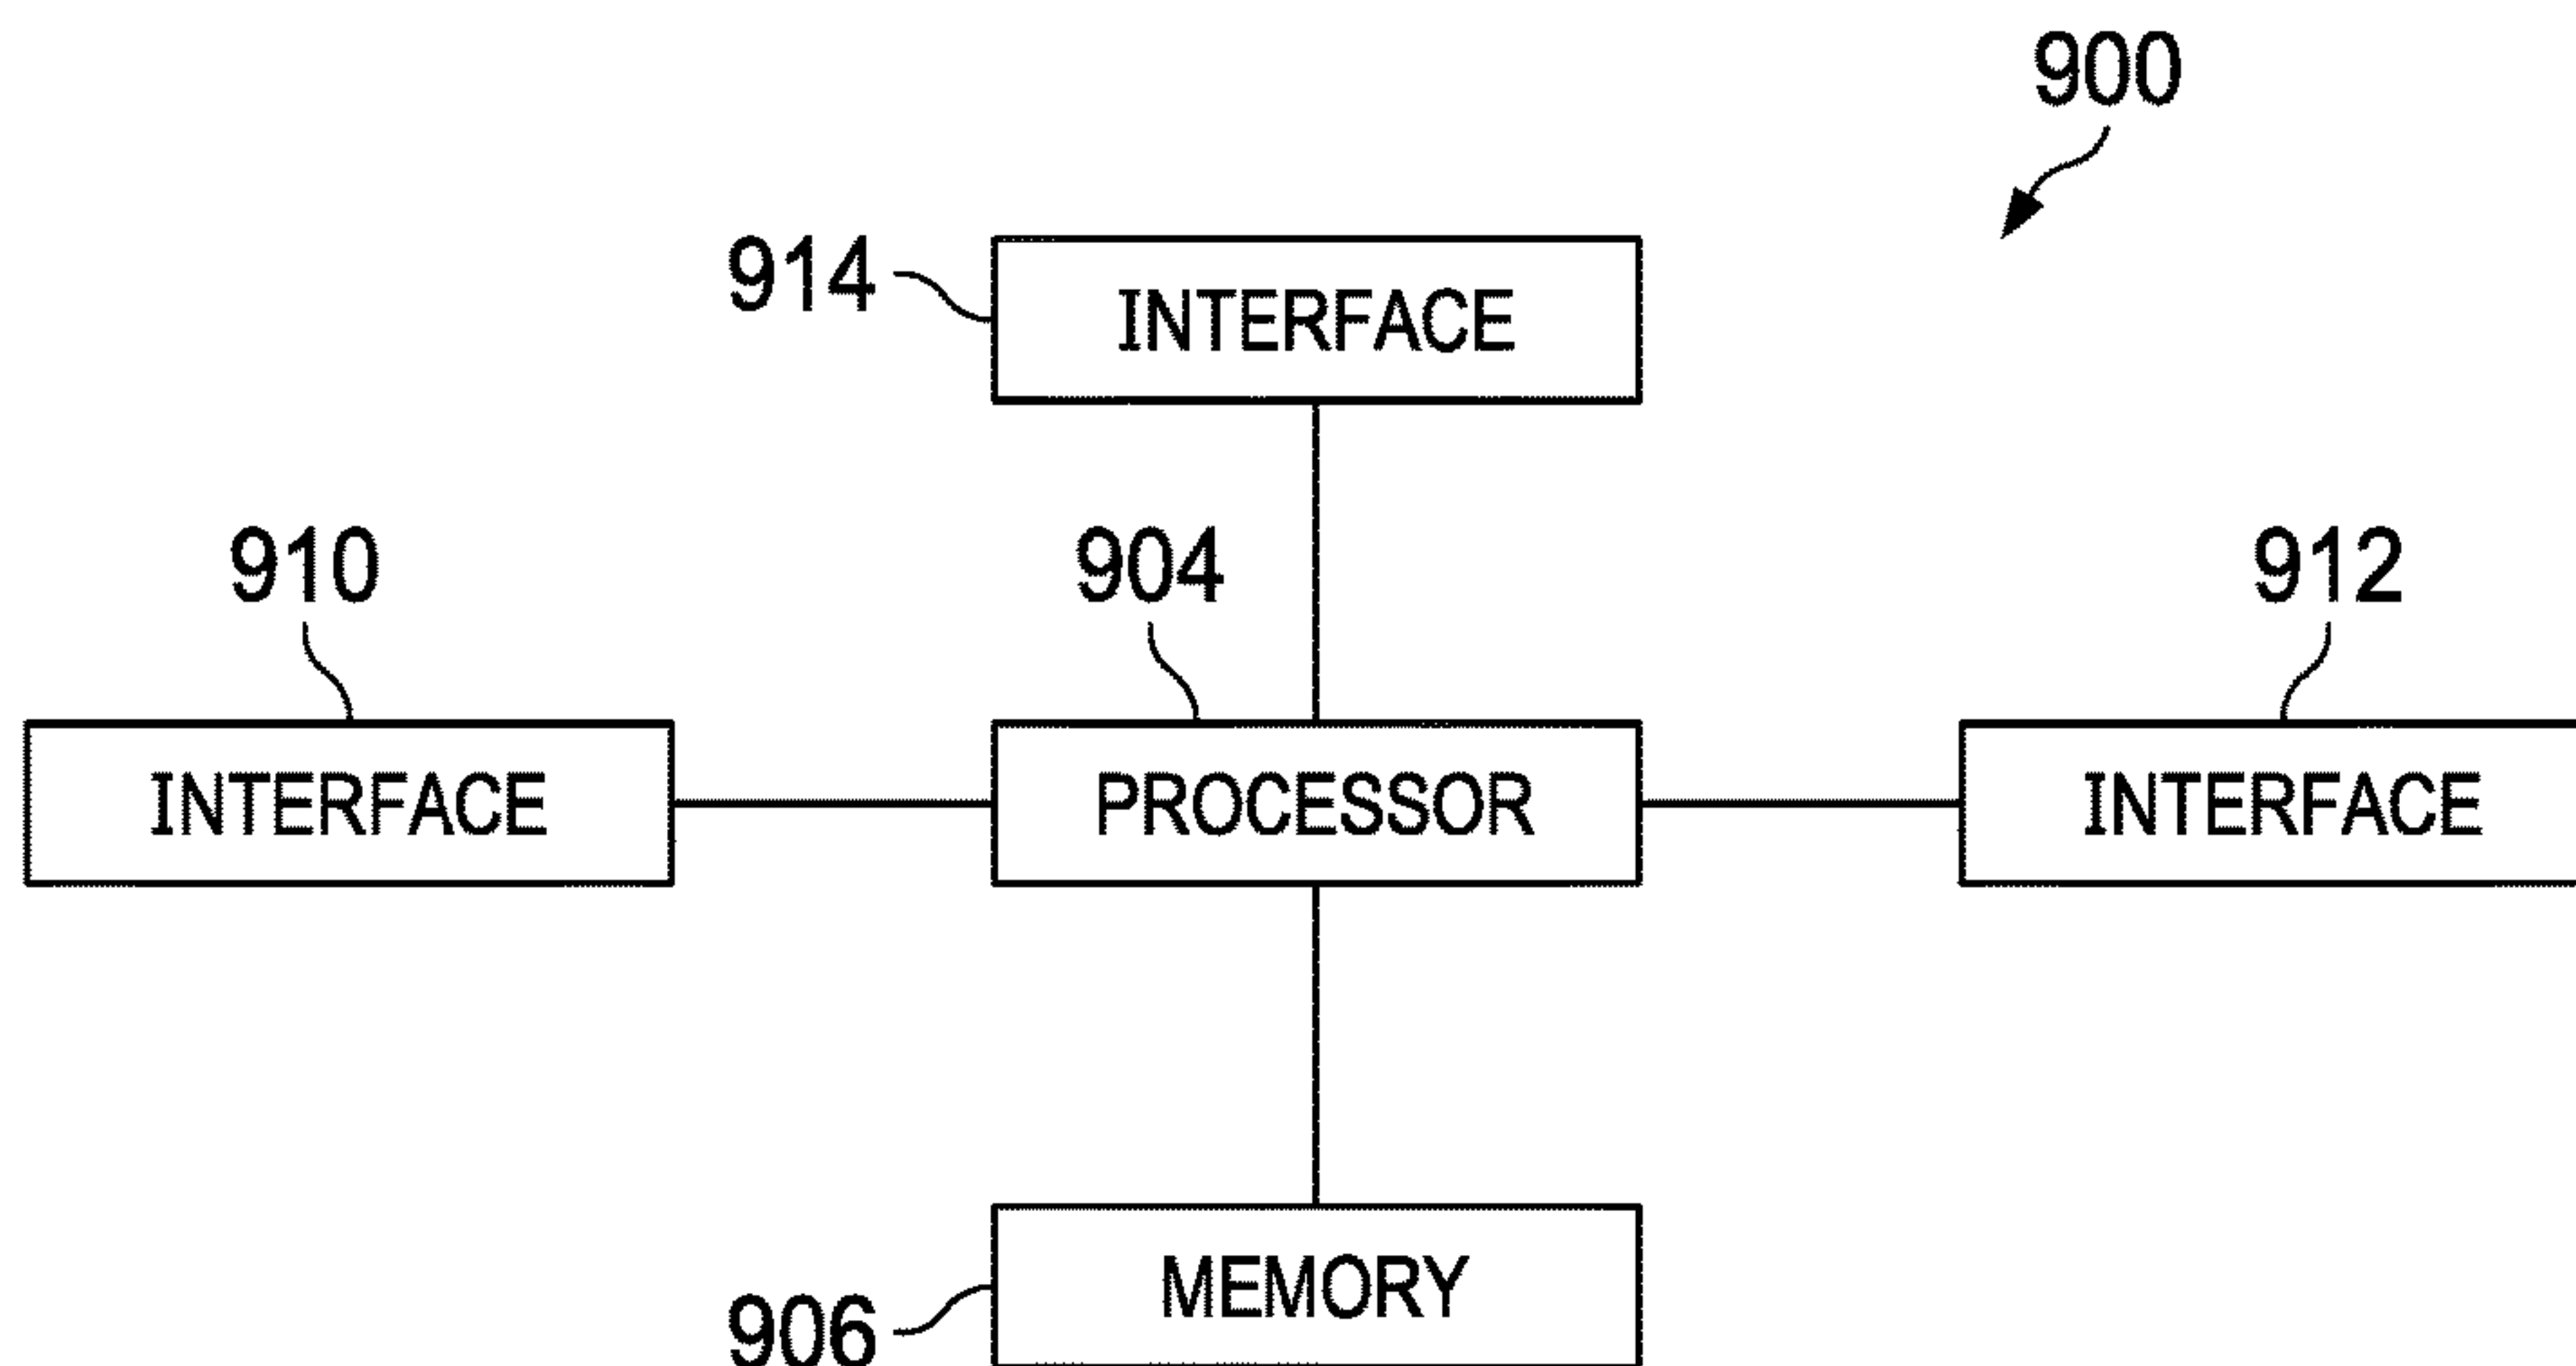 900
914
INTERFACE
910
904
912
INTERFACE
PROCESSOR
INTERFACE
MEMORY
906